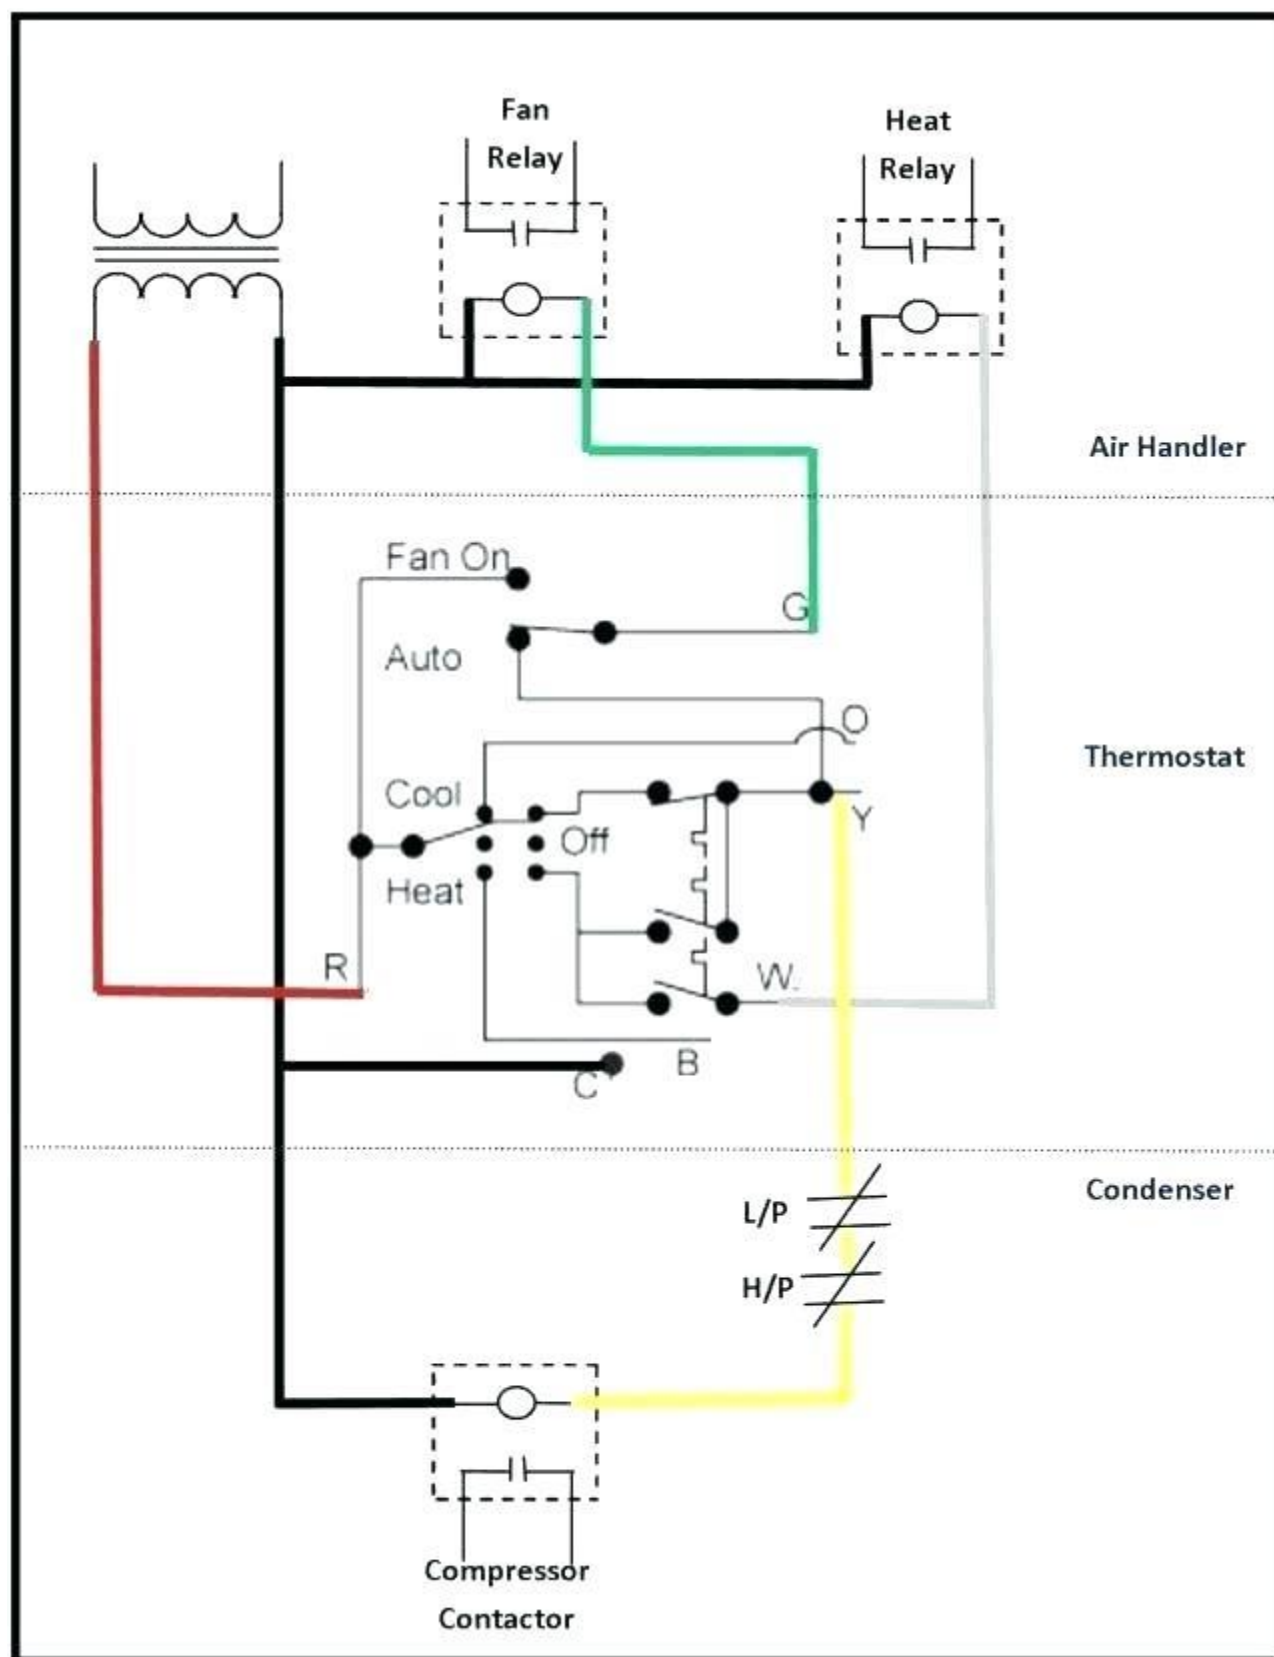 Fan
Relay
Heat
Relay
Air Handler
Fan On
G
Auto
O
Thermostat
Cool
Y
Off
Heat
R
W.
B
C
Condenser
L/P
H/P
Compressor
Contactor